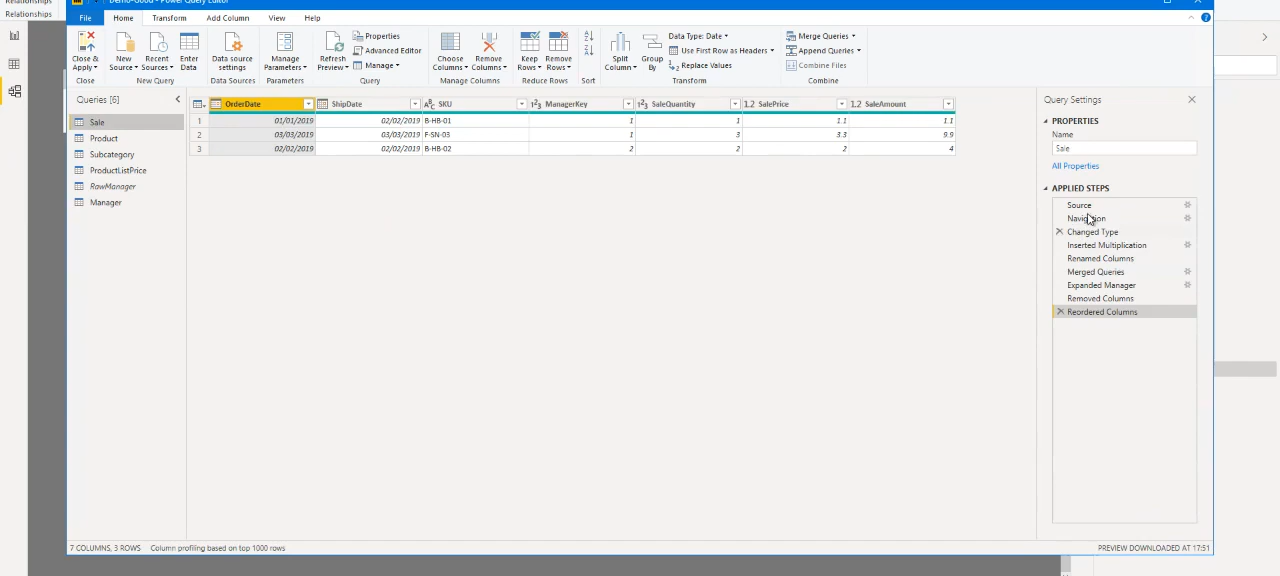 Relationships
Relationships
Demo-Good - Power Query Editor
File Home Transform Add Column View Help
Close & Apply
New Source
Recent Sources
Enter Data
Data source settings
Manage Parameters
Refresh Preview
Properties
Advanced Editor
Manage
Choose Columns
Remove Columns
Keep Rows
Remove Rows
Split Column
Group By
Data Type: Date
Use First Row as Headers
Replace Values
Merge Queries
Append Queries
Combine Files
Close New Query Data Sources Parameters Query Manage Columns Reduce Rows Sort Transform Combine
Queries [6]
Sale
Product
Subcategory
ProductListPrice
RawManager
Manager
OrderDate ShipDate ABC SKU 123 ManagerKey 123 SaleQuantity 1.2 SalePrice 1.2 SaleAmount
1 01/01/2019 02/02/2019 B-HB-01 1 1 1.1 1.1
2 03/03/2019 03/03/2019 F-SN-03 1 3 3.3 9.9
3 02/02/2019 02/02/2019 B-HB-02 2 2 2 4
Query Settings
PROPERTIES
Name
Sale
All Properties
APPLIED STEPS
Source
Navigation
Changed Type
Inserted Multiplication
Renamed Columns
Merged Queries
Expanded Manager
Removed Columns
Reordered Columns
7 COLUMNS, 3 ROWS Column profiling based on top 1000 rows
PREVIEW DOWNLOADED AT 17:51